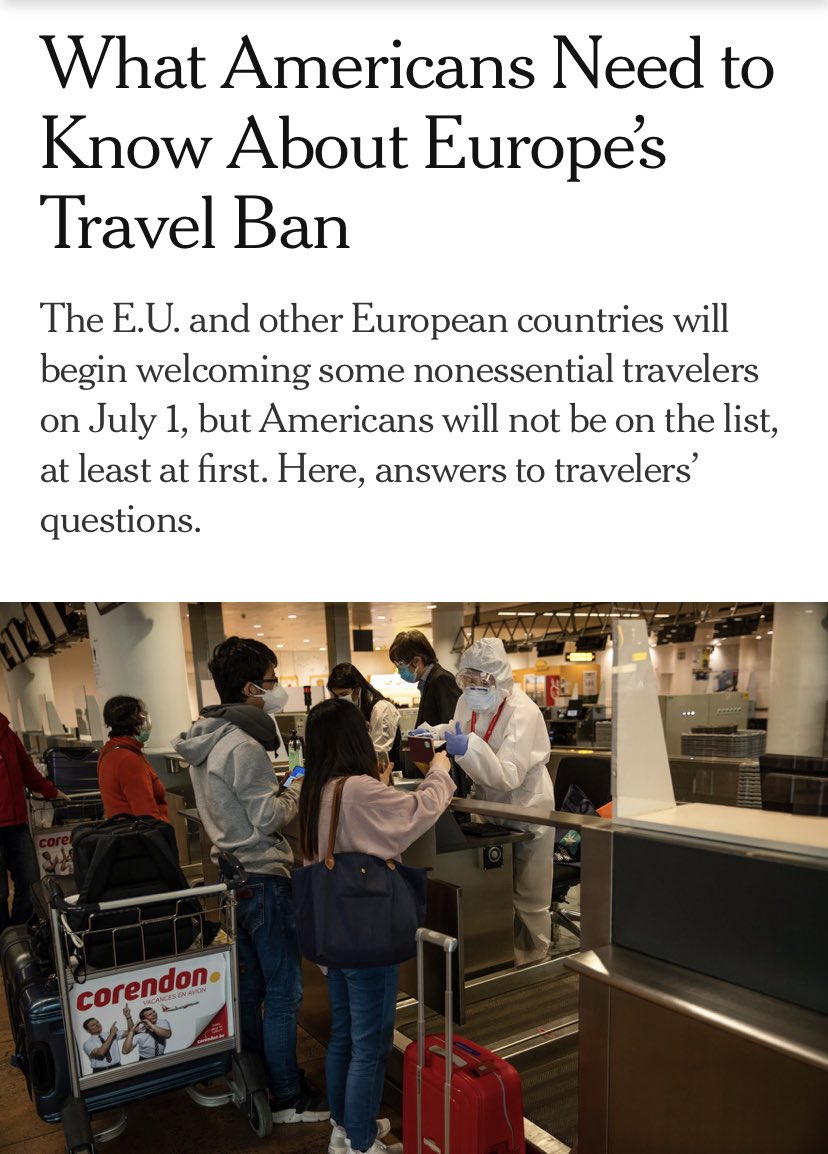 What Americans Need to
Know About Europe’s
Travel Ban
The E.U. and other European countries will
begin welcoming some nonessential travelers
on July 1, but Americans will not be on the list,
at least at first. Here, answers to travelers’
questions.
core
corendon
VACANCES EN AVION
corendon.be